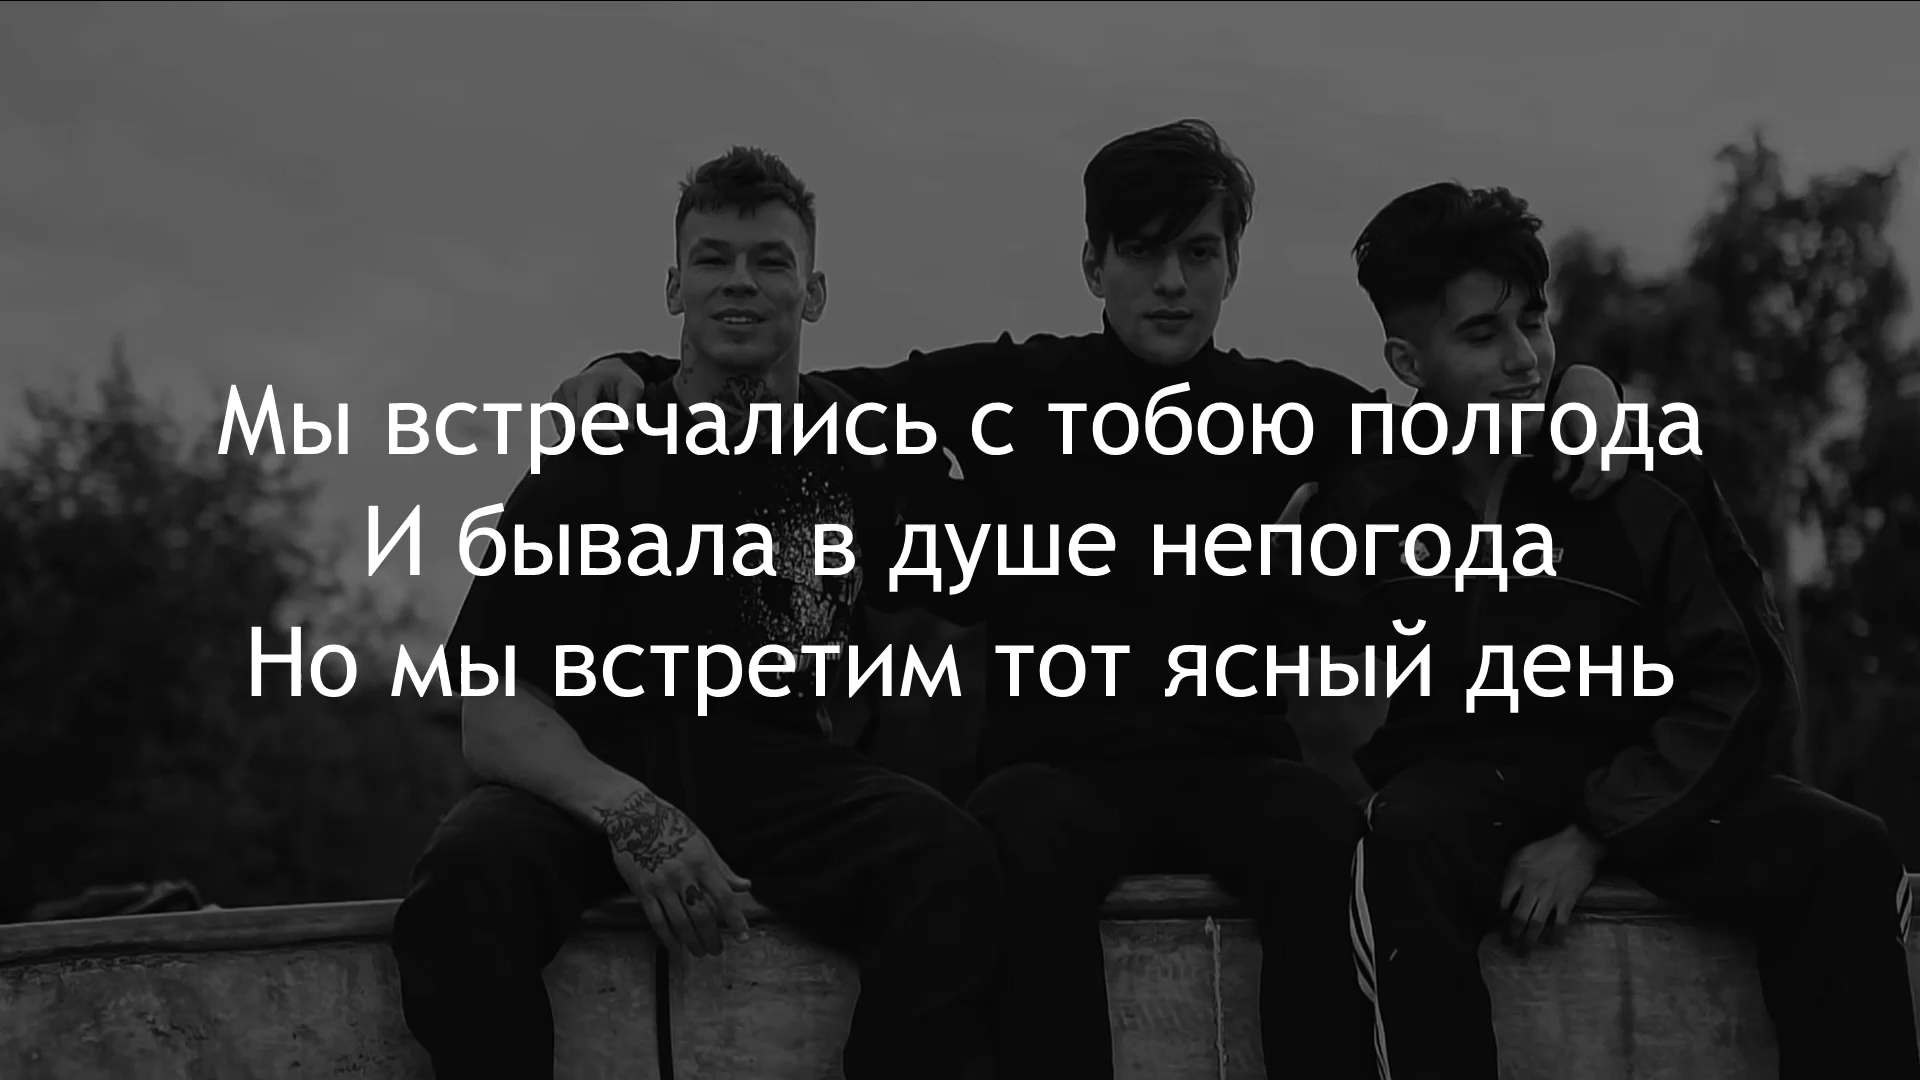 Мы встречались с тобою полгода
И бывала в душе непогода
Но мы встретим тот ясный день